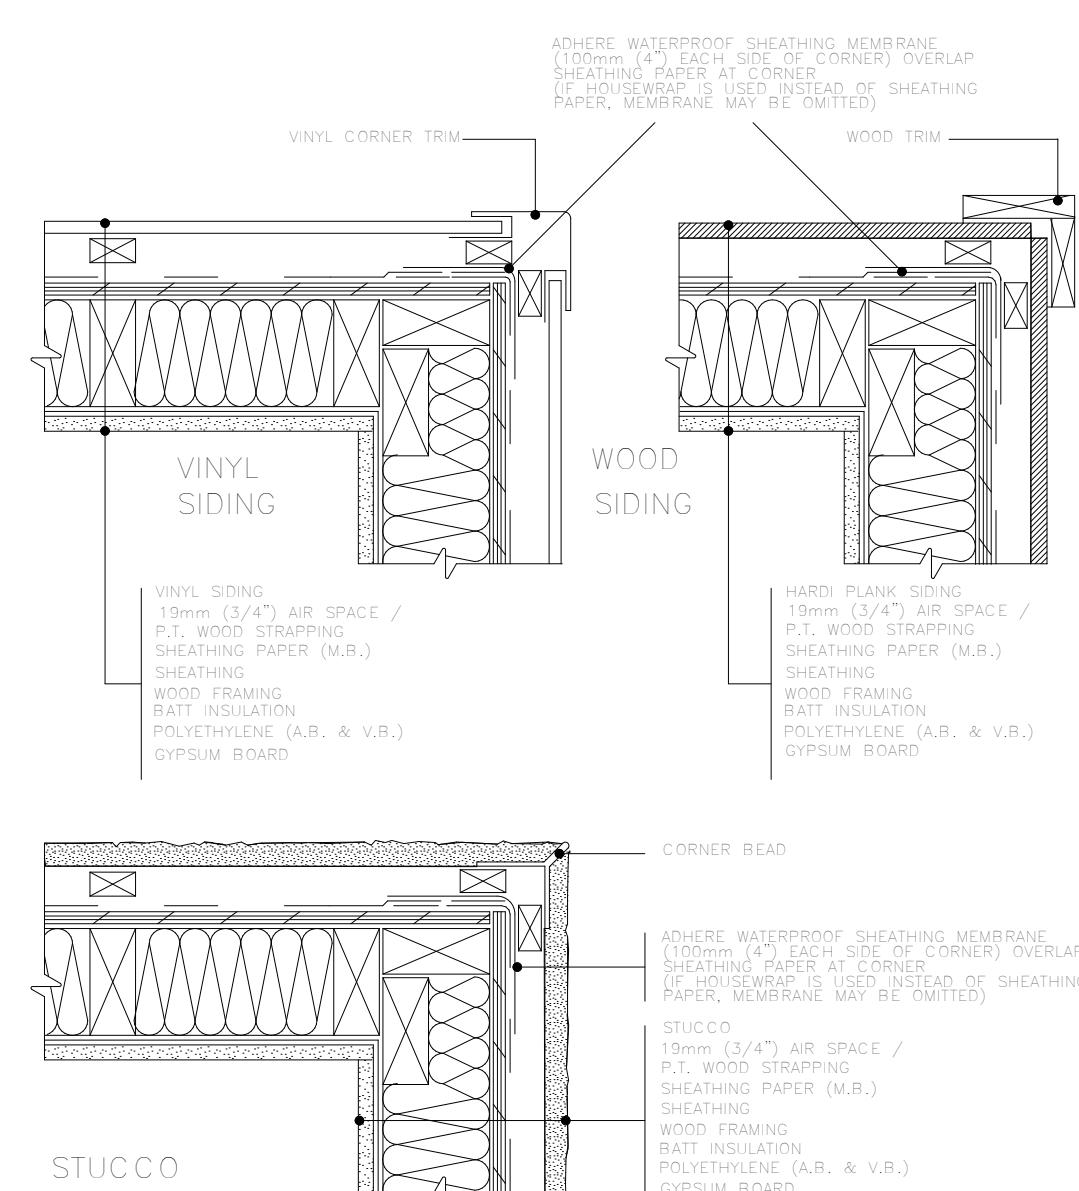 ADHERE WATERPROOF SHEATHING MEMBRANE
(100mm (4") EACH SIDE OF CORNER) OVERLAP
SHEATHING PAPER AT CORNER
(IF HOUSEWRAP IS USED INSTEAD OF SHEATHING
PAPER, MEMBRANE MAY BE OMITTED)
VINYL CORNER TRIM
WOOD TRIM
VINYL
SIDING
WOOD
SIDING
VINYL SIDING
19mm (3/4") AIR SPACE /
P.T. WOOD STRAPPING
SHEATHING PAPER (M.B.)
SHEATHING
WOOD FRAMING
BATT INSULATION
POLYETHYLENE (A.B. & V.B.)
GYPSUM BOARD
HARDI PLANK SIDING
19mm (3/4") AIR SPACE /
P.T. WOOD STRAPPING
SHEATHING PAPER (M.B.)
SHEATHING
WOOD FRAMING
BATT INSULATION
POLYETHYLENE (A.B. & V.B.)
GYPSUM BOARD
CORNER BEAD
ADHERE WATERPROOF SHEATHING MEMBRANE
(100mm (4") EACH SIDE OF CORNER) OVERLAP
SHEATHING PAPER AT CORNER
(IF HOUSEWRAP IS USED INSTEAD OF SHEATHING
PAPER, MEMBRANE MAY BE OMITTED)
STUCCO
19mm (3/4") AIR SPACE /
P.T. WOOD STRAPPING
SHEATHING PAPER (M.B.)
SHEATHING
WOOD FRAMING
BATT INSULATION
POLYETHYLENE (A.B. & V.B.)
GYPSUM BOARD
STUCCO